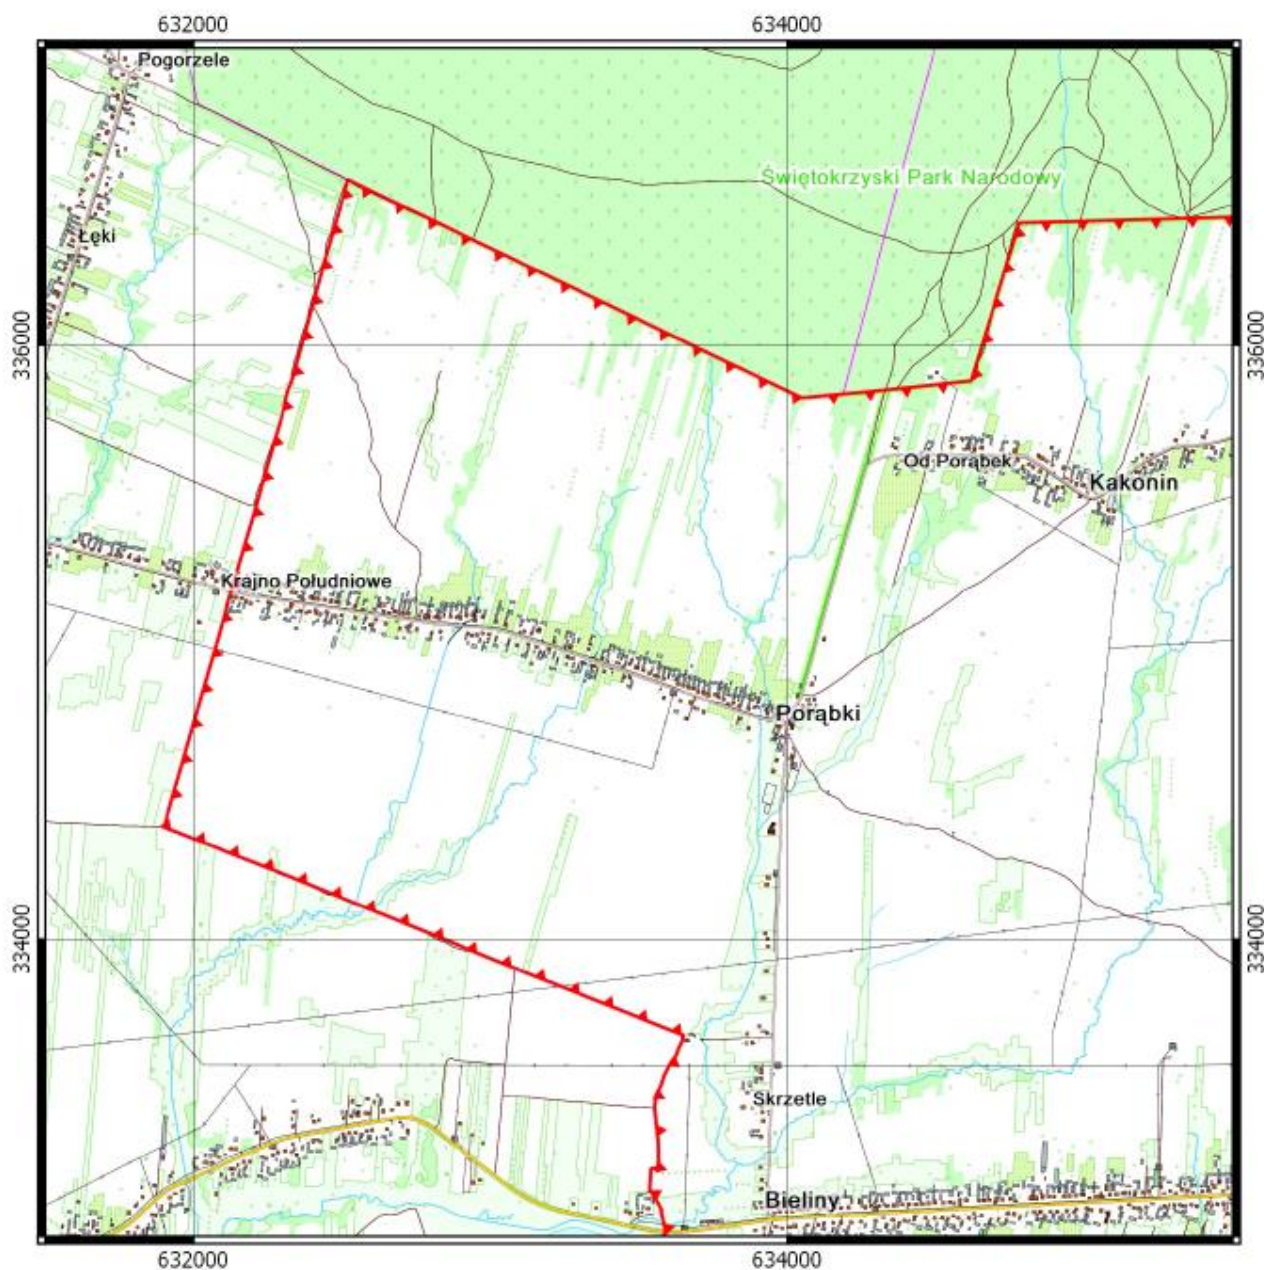 632000
634000
Pogorzele
Świętokrzyski Park Narodowy
Łęki
336000
336000
Od Porąbek
Kakonin
Krajno Południowe
Porąbki
334000
334000
Skrzetle
Bieliny
632000
634000